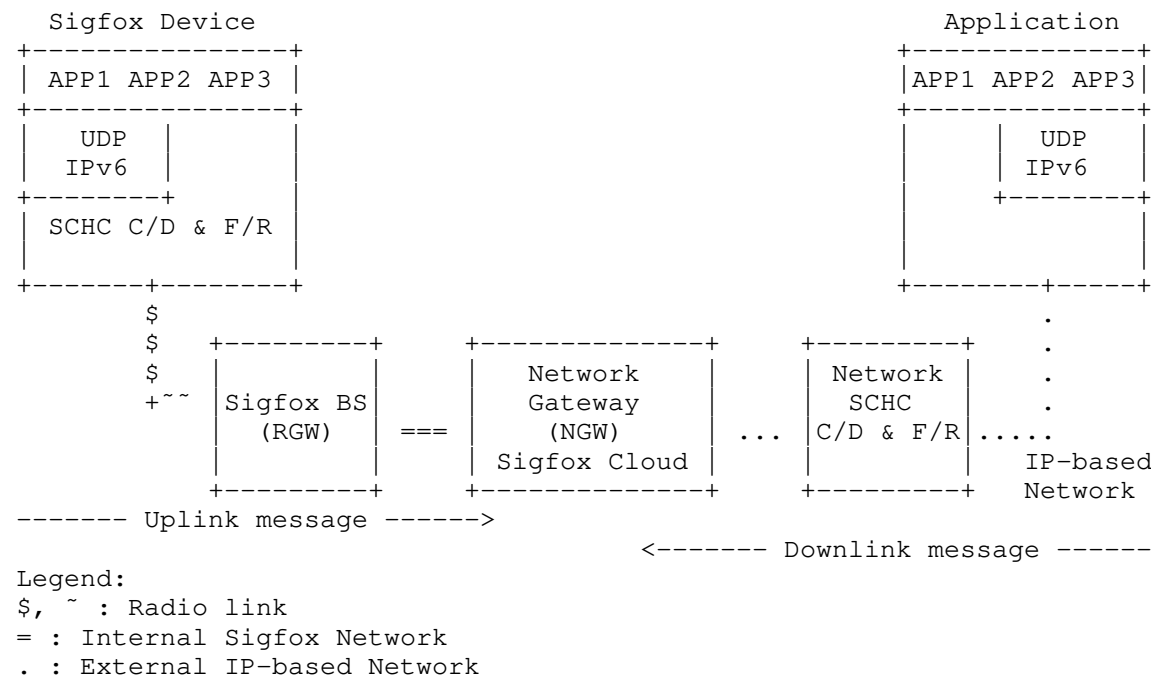 Sigfox Device                                           Application
+----------------+                                     +--------------+
| APP1 APP2 APP3 |                                     |APP1 APP2 APP3|
+----------------+                                     +--------------+
|   UDP  |       |                                     |     |  UDP   |
|  IPv6  |       |                                     |     | IPv6   |
+--------+       |                                     |     +--------+
| SCHC C/D & F/R |                                     |              |
|                |                                     |              |
+-------+--------+                                     +--------+-----+
        $                                                       .
        $   +---------+     +--------------+     +---------+    .
        $   |         |     |   Network    |     | Network |    .
        +˜˜ |Sigfox BS|     |   Gateway    |     |  SCHC   |    .
            |  (RGW)  | === |    (NGW)     | ... |C/D & F/R|.....
            |         |     | Sigfox Cloud |     |         |   IP-based
            +---------+     +--------------+     +---------+   Network
------- Uplink message ------>
                                       <------- Downlink message ------
Legend:
$, ˜ : Radio link
= : Internal Sigfox Network
. : External IP-based Network